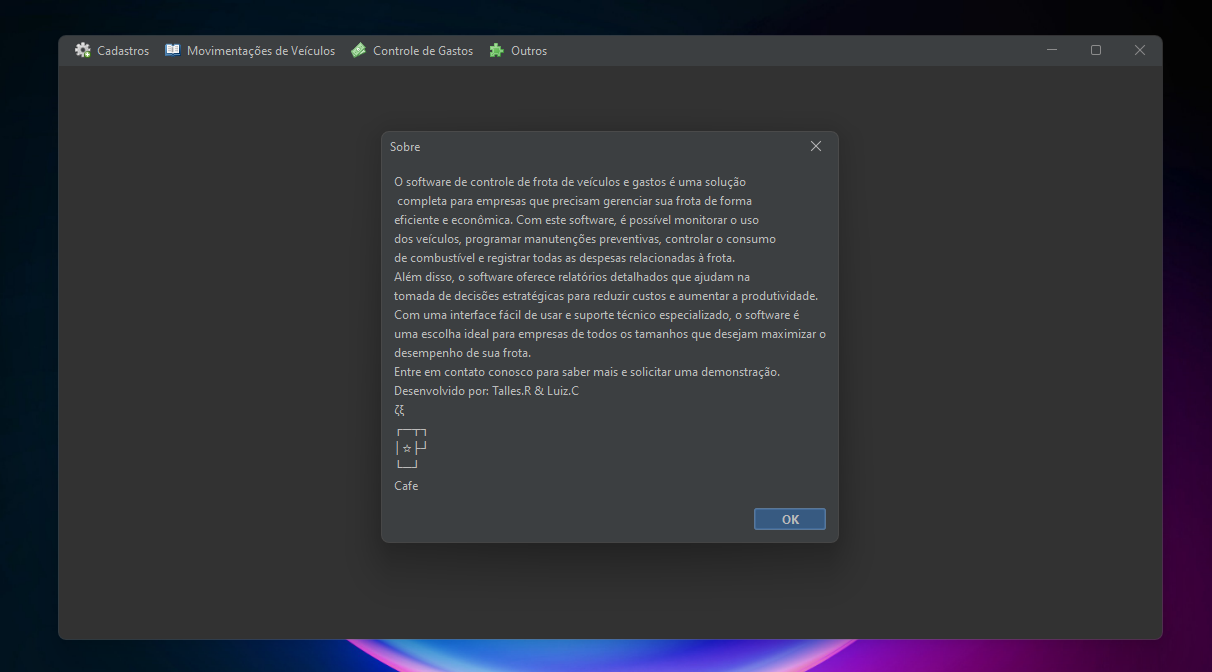 Cadastros Movimentações de Veículos Controle de Gastos Outros
Sobre
O software de controle de frota de veículos e gastos é uma solução
completa para empresas que precisam gerenciar sua frota de forma
eficiente e econômica. Com este software, é possível monitorar o uso
dos veículos, programar manutenções preventivas, controlar o consumo
de combustível e registrar todas as despesas relacionadas à frota.
Além disso, o software oferece relatórios detalhados que ajudam na
tomada de decisões estratégicas para reduzir custos e aumentar a produtividade.
Com uma interface fácil de usar e suporte técnico especializado, o software é
uma escolha ideal para empresas de todos os tamanhos que desejam maximizar o
desempenho de sua frota.
Entre em contato conosco para saber mais e solicitar uma demonstração.
Desenvolvido por: Talles.R & Luiz.C
ζξ
┌─┬┐
│☆├┘
└─┘
Cafe
OK